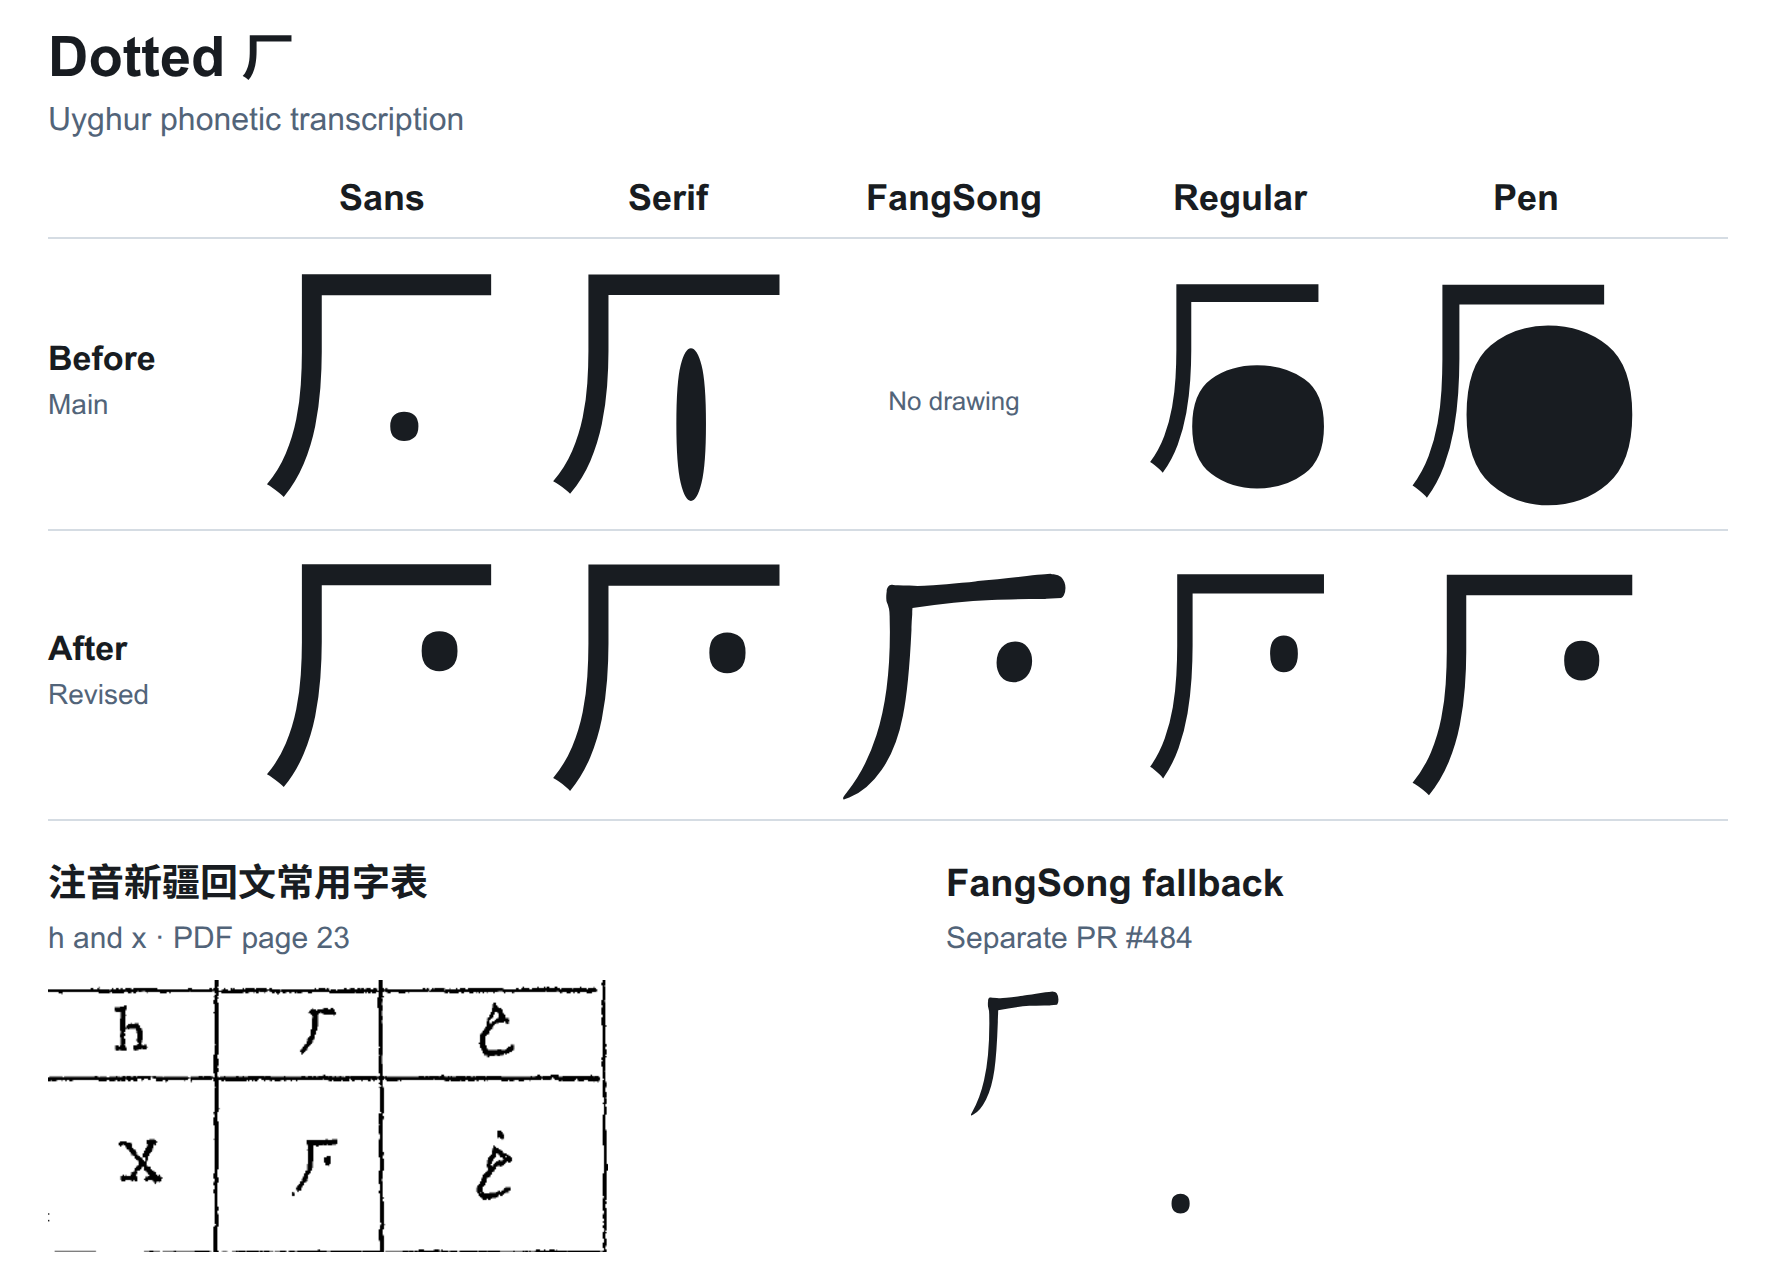 Dotted ㄏ
Uyghur phonetic transcription
Sans Serif FangSong Regular Pen
Before
Main
No drawing
After
Revised
注音新疆回文常用字表
h and x · PDF page 23
h ㄏ ع
x ㄏ· غ
FangSong fallback
Separate PR #484
ㄏ .